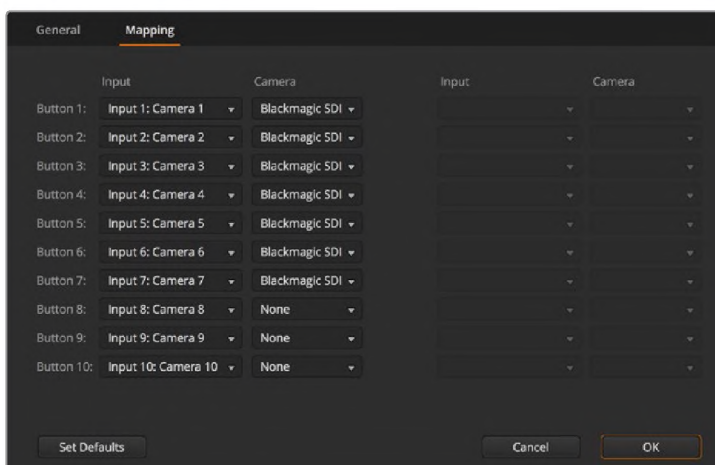 General Mapping
Input Camera Input Camera
Button 1: Input 1: Camera 1 Blackmagic SDI
Button 2: Input 2: Camera 2 Blackmagic SDI
Button 3: Input 3: Camera 3 Blackmagic SDI
Button 4: Input 4: Camera 4 Blackmagic SDI
Button 5: Input 5: Camera 5 Blackmagic SDI
Button 6: Input 6: Camera 6 Blackmagic SDI
Button 7: Input 7: Camera 7 Blackmagic SDI
Button 8: Input 8: Camera 8 None
Button 9: Input 9: Camera 9 None
Button 10: Input 10: Camera 10 None
Set Defaults Cancel OK